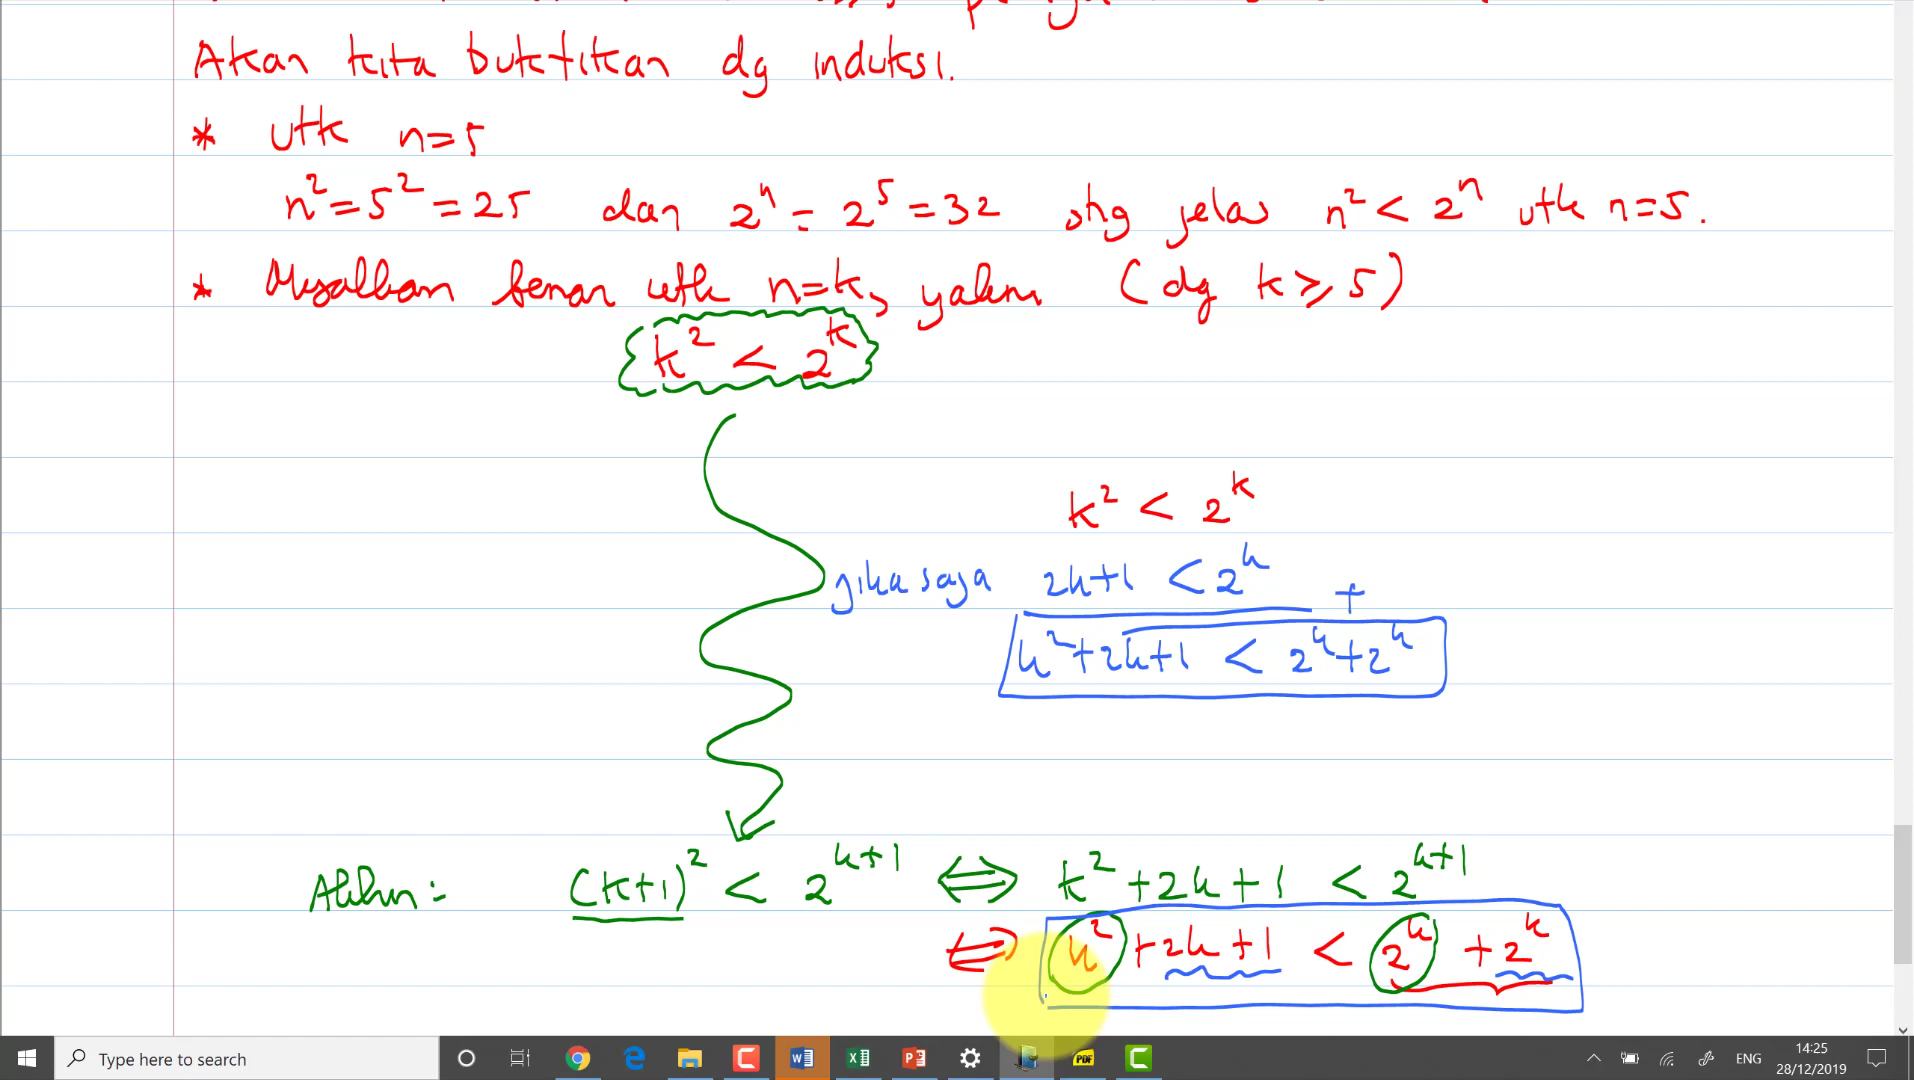 Akan kita buktikan dg induksi.
* utk n=5
n² = 5² = 25 dan 2ⁿ = 2⁵ = 32 shg jelas n² < 2ⁿ utk n=5.
* Misalkan benar utk n=k, yakni (dg k ≥ 5)
k² < 2ᵏ
k² < 2ᵏ
jika saja 2k+1 < 2ᵏ +
k²+2k+1 < 2ᵏ+2ᵏ
(k+1)² < 2ᵏ⁺¹ ⇔ k² +2k+1 < 2ᵏ⁺¹
⇔ k² +2k+1 < 2ᵏ +2ᵏ
Type here to search
ENG
14:25
28/12/2019